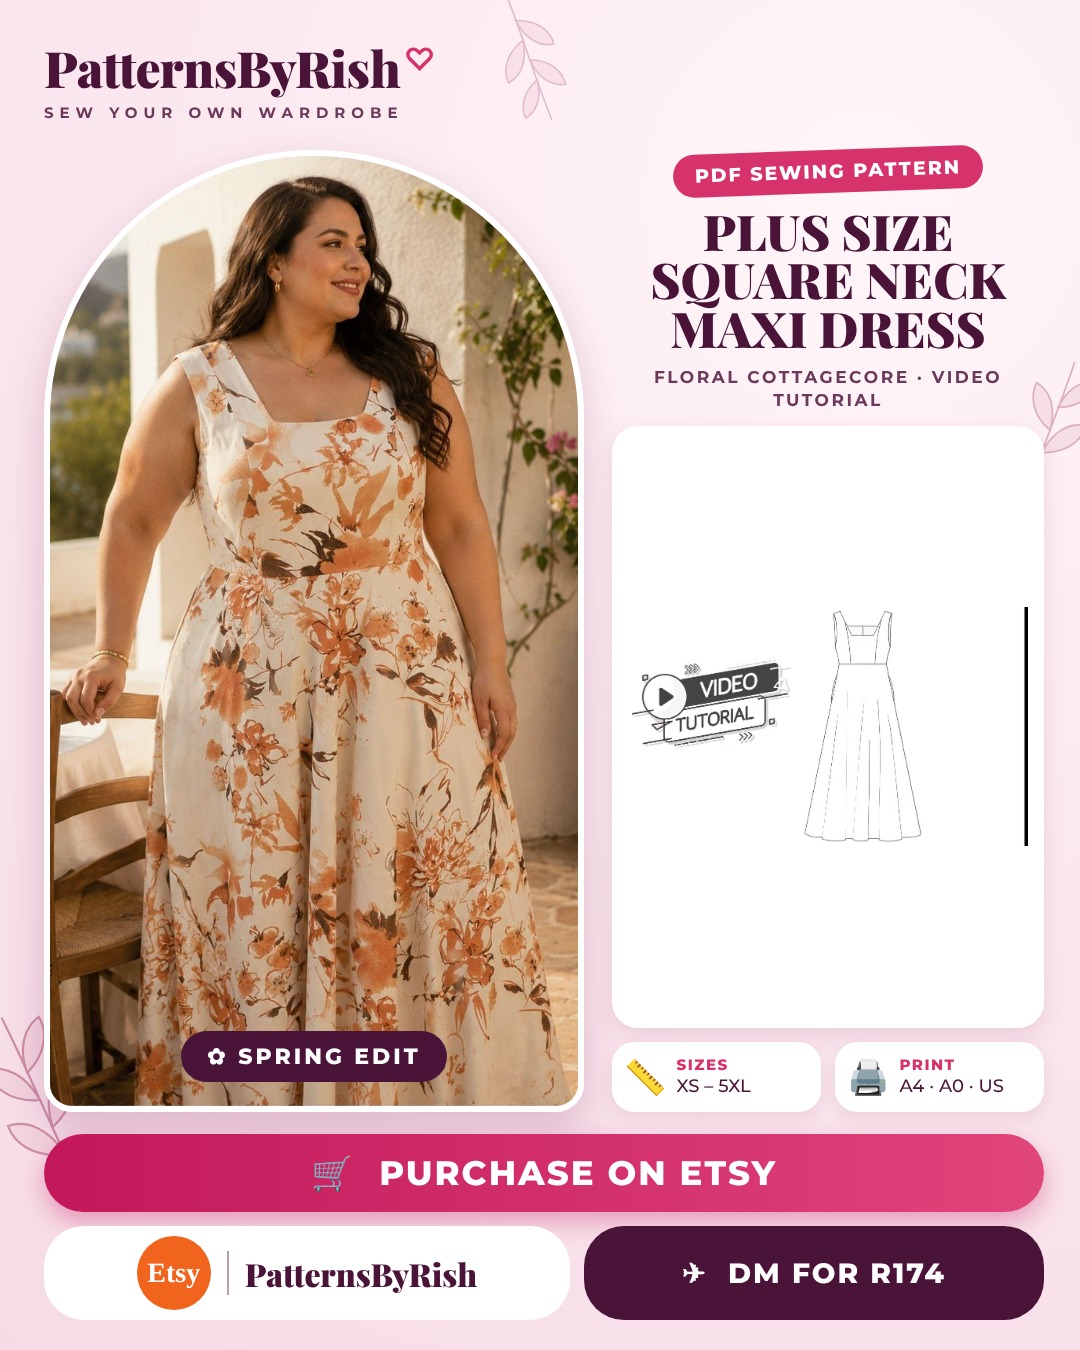 PatternsByRish
SEW YOUR OWN WARDROBE
PDF SEWING PATTERN
PLUS SIZE
SQUARE NECK
MAXI DRESS
FLORAL COTTAGECORE · VIDEO
TUTORIAL
VIDEO
TUTORIAL
✿ SPRING EDIT
SIZES
XS – 5XL
PRINT
A4 · A0 · US
PURCHASE ON ETSY
Etsy
PatternsByRish
DM FOR R174